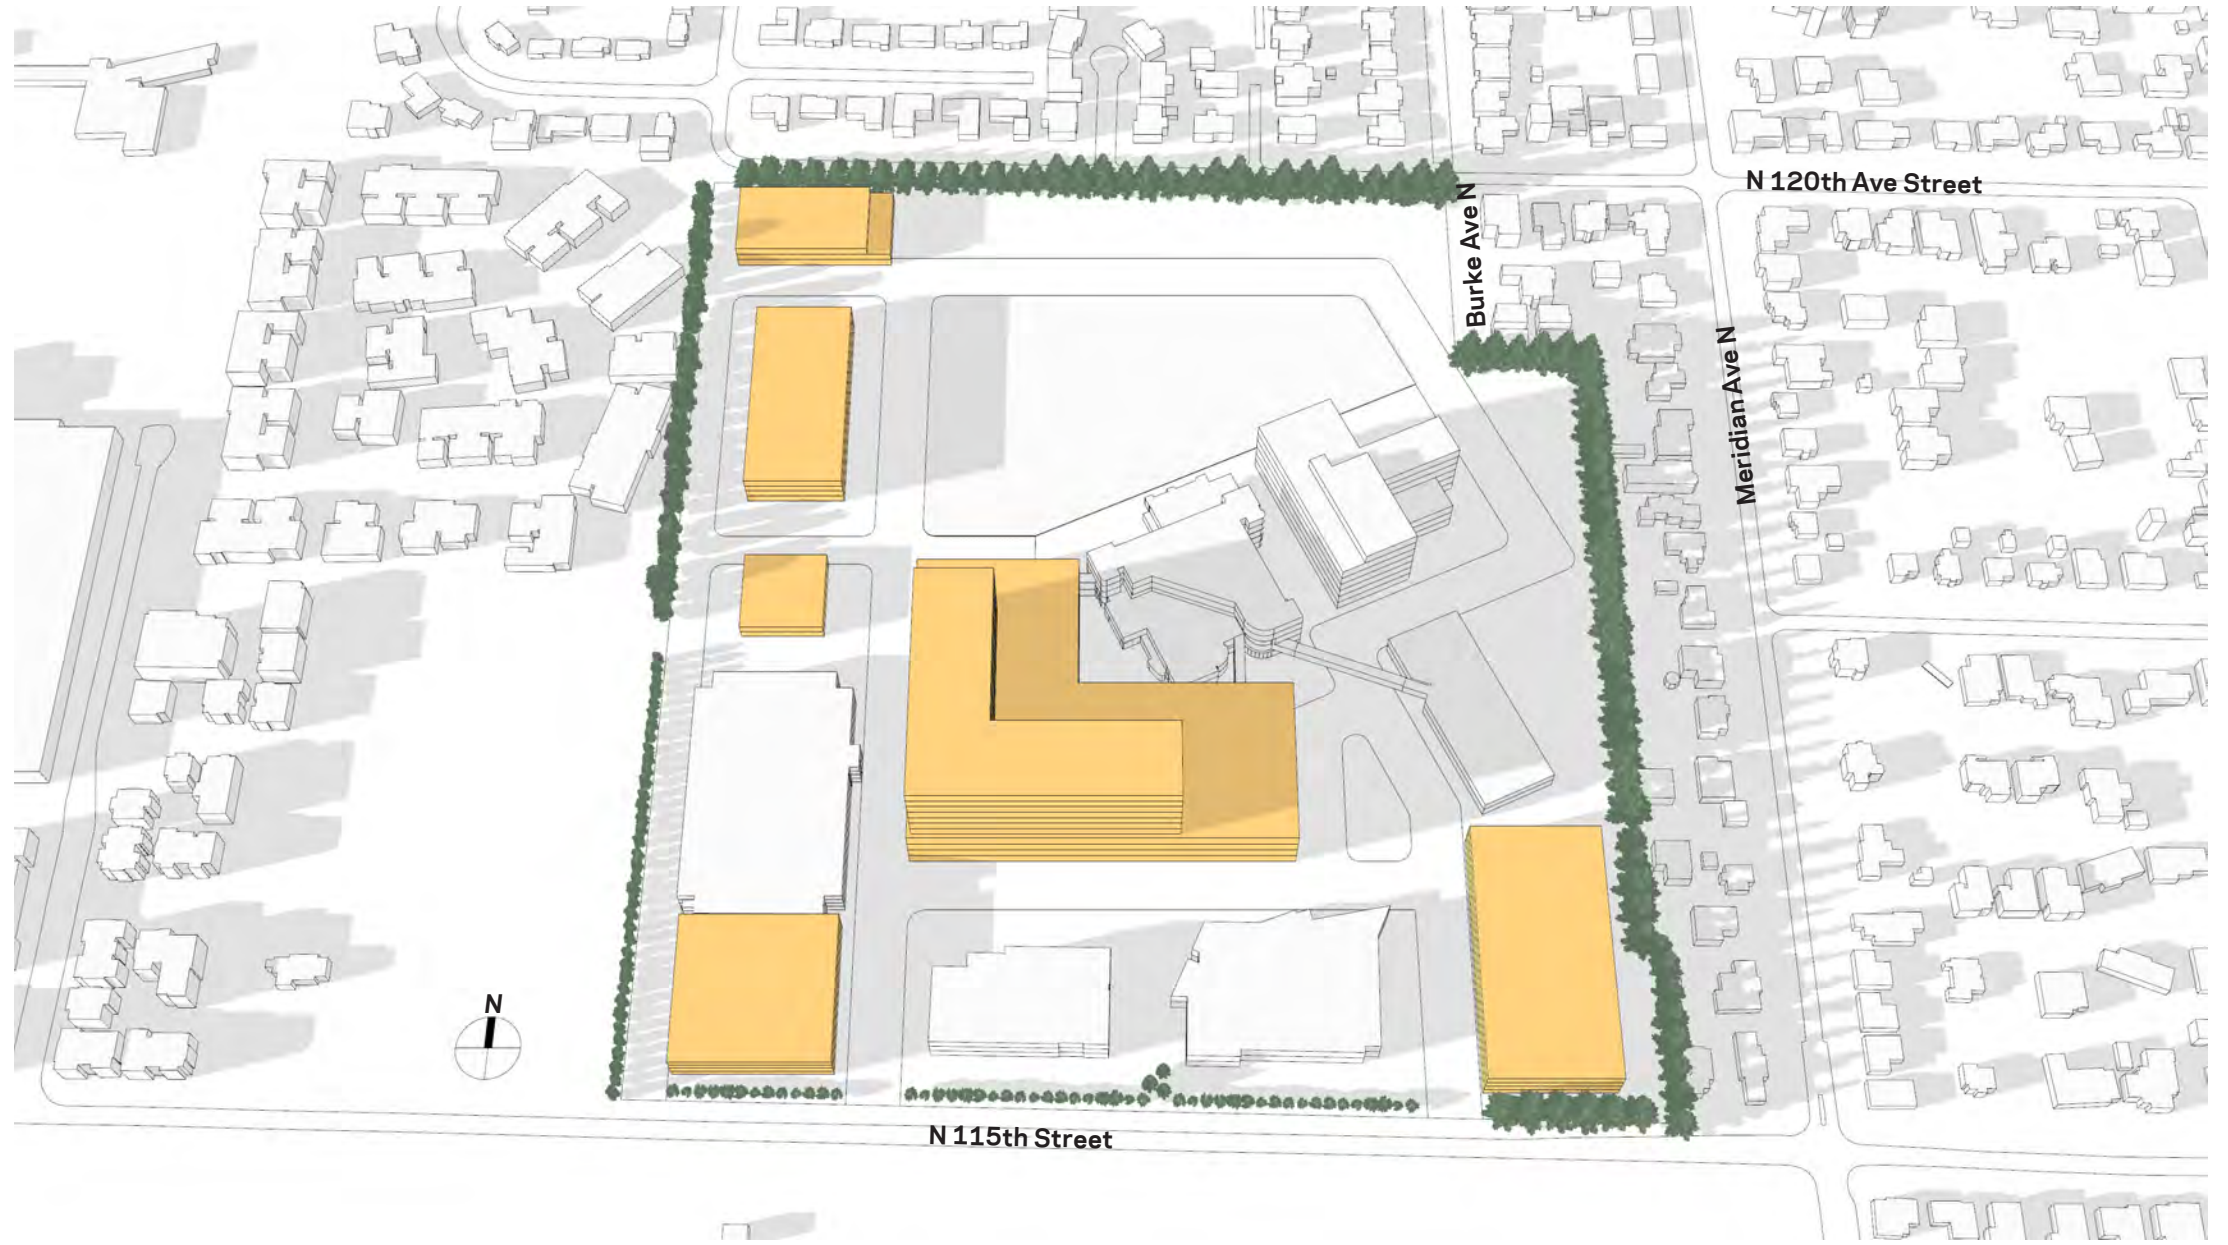 N 120th Ave Street
Burke Ave N
Meridian Ave N
N
N 115th Street